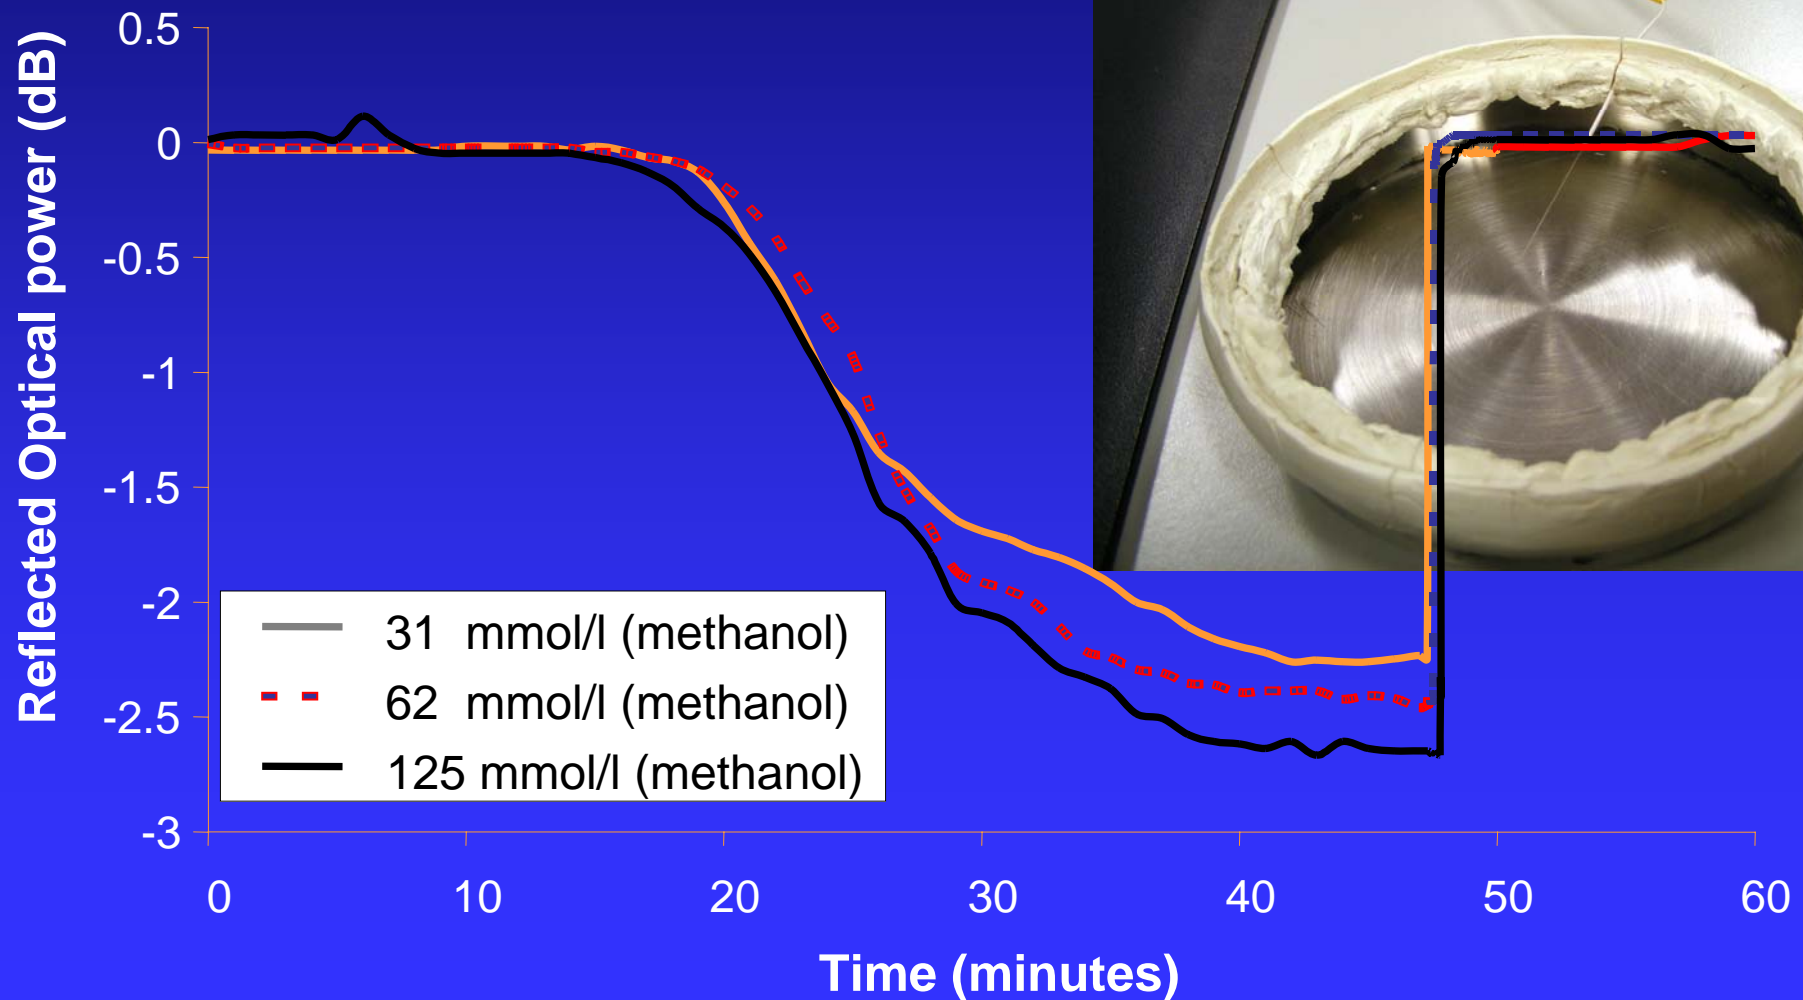 Reflected Optical power (dB)
0.5
0
-0.5
-1
-1.5
-2
-2.5
-3
31 mmol/l (methanol)
62 mmol/l (methanol)
125 mmol/l (methanol)
0 10 20 30 40 50 60
Time (minutes)